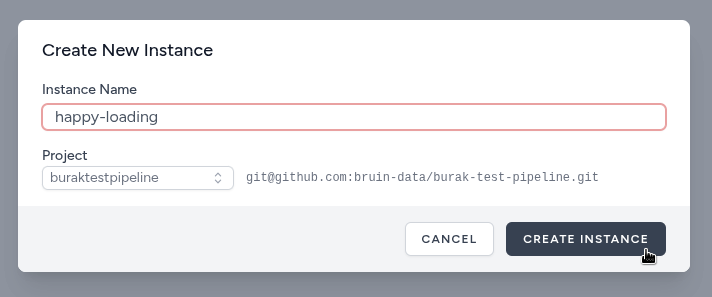 Create New Instance
Instance Name
happy-loading
Project
buraktestpipeline git@github.com:bruin-data/burak-test-pipeline.git
CANCEL CREATE INSTANCE